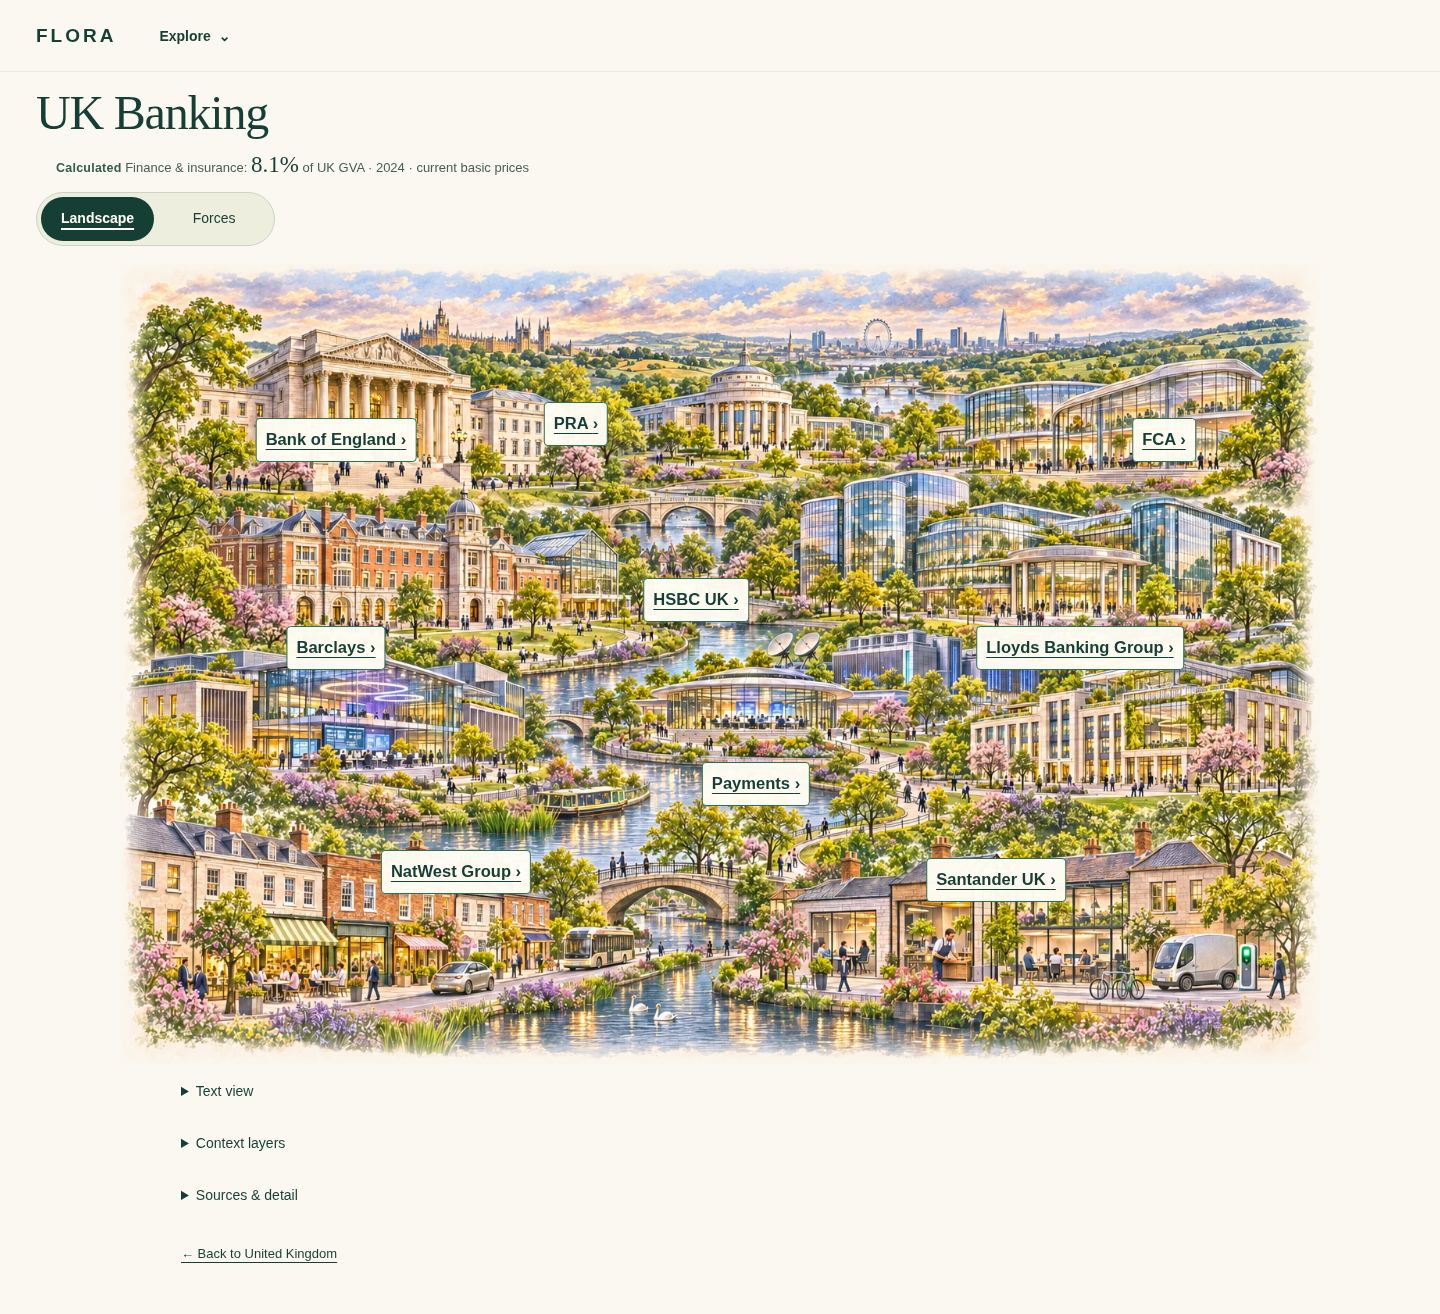 FLORA
Explore ⌄
UK Banking
Calculated Finance & insurance: 8.1% of UK GVA · 2024 · current basic prices
Landscape
Forces
PRA ›
Bank of England ›
FCA ›
HSBC UK ›
Barclays ›
Lloyds Banking Group ›
Payments ›
NatWest Group ›
Santander UK ›
▶ Text view
▶ Context layers
▶ Sources & detail
← Back to United Kingdom